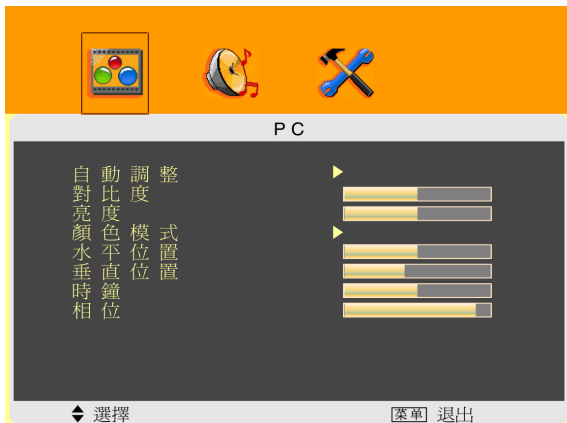 PC
自動調整
對比度
亮度
顏色模式
水平位置
垂直位置
時鐘
相位
選擇 菜单 退出